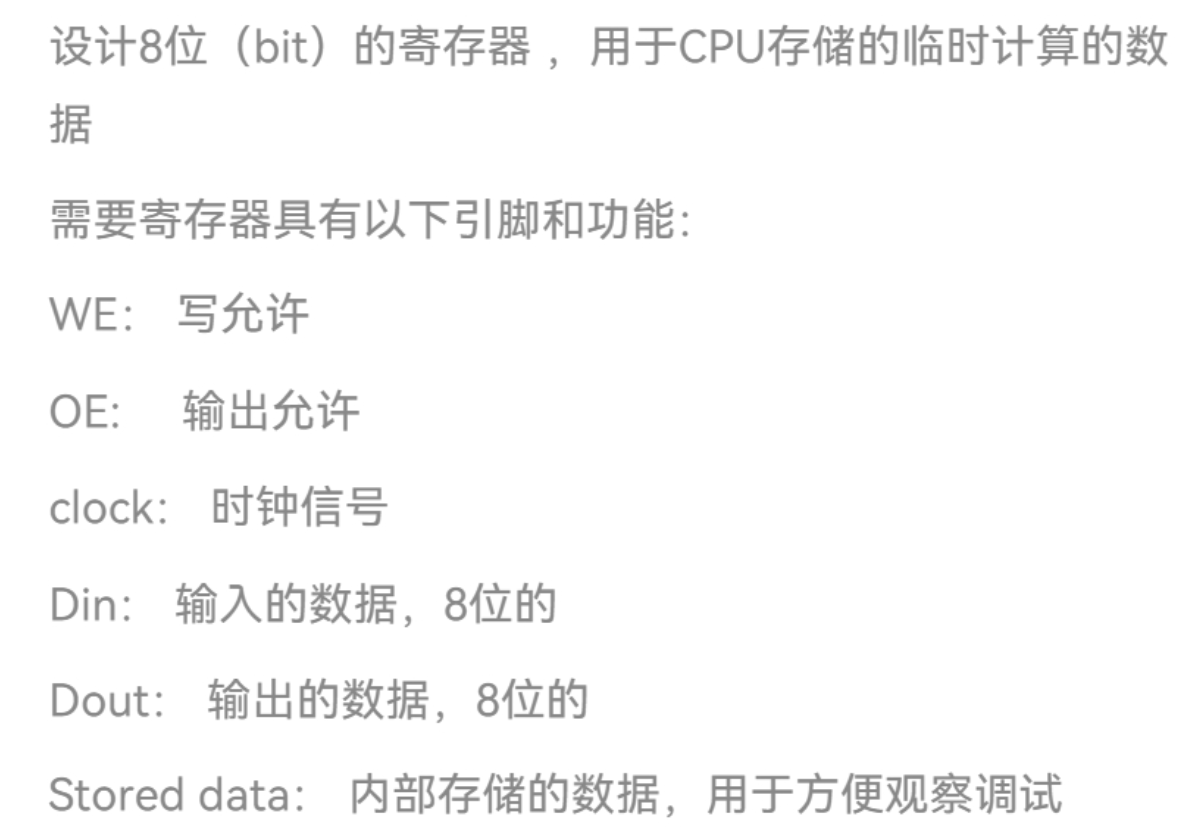 设计8位（bit）的寄存器 ，用于CPU存储的临时计算的数
据
需要寄存器具有以下引脚和功能：
WE： 写允许
OE: 输出允许
clock： 时钟信号
Din： 输入的数据，8位的
Dout： 输出的数据，8位的
Stored data： 内部存储的数据，用于方便观察调试